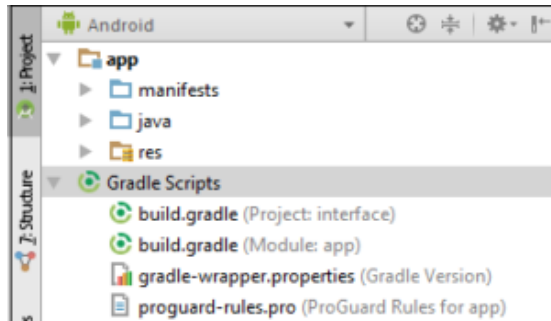 Android
1: Project
app
manifests
java
res
Gradle Scripts
7: Structure
build.gradle (Project: interface)
build.gradle (Module: app)
gradle-wrapper.properties (Gradle Version)
proguard-rules.pro (ProGuard Rules for app)